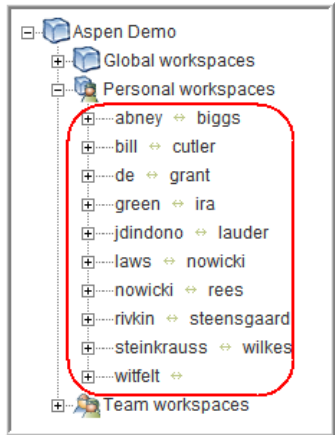 Aspen Demo
Global workspaces
Personal workspaces
abney ↔ biggs
bill ↔ cutler
de ↔ grant
green ↔ ira
jdindono ↔ lauder
laws ↔ nowicki
nowicki ↔ rees
rivkin ↔ steensgaard
steinkrauss ↔ wilkes
witfelt ↔
Team workspaces